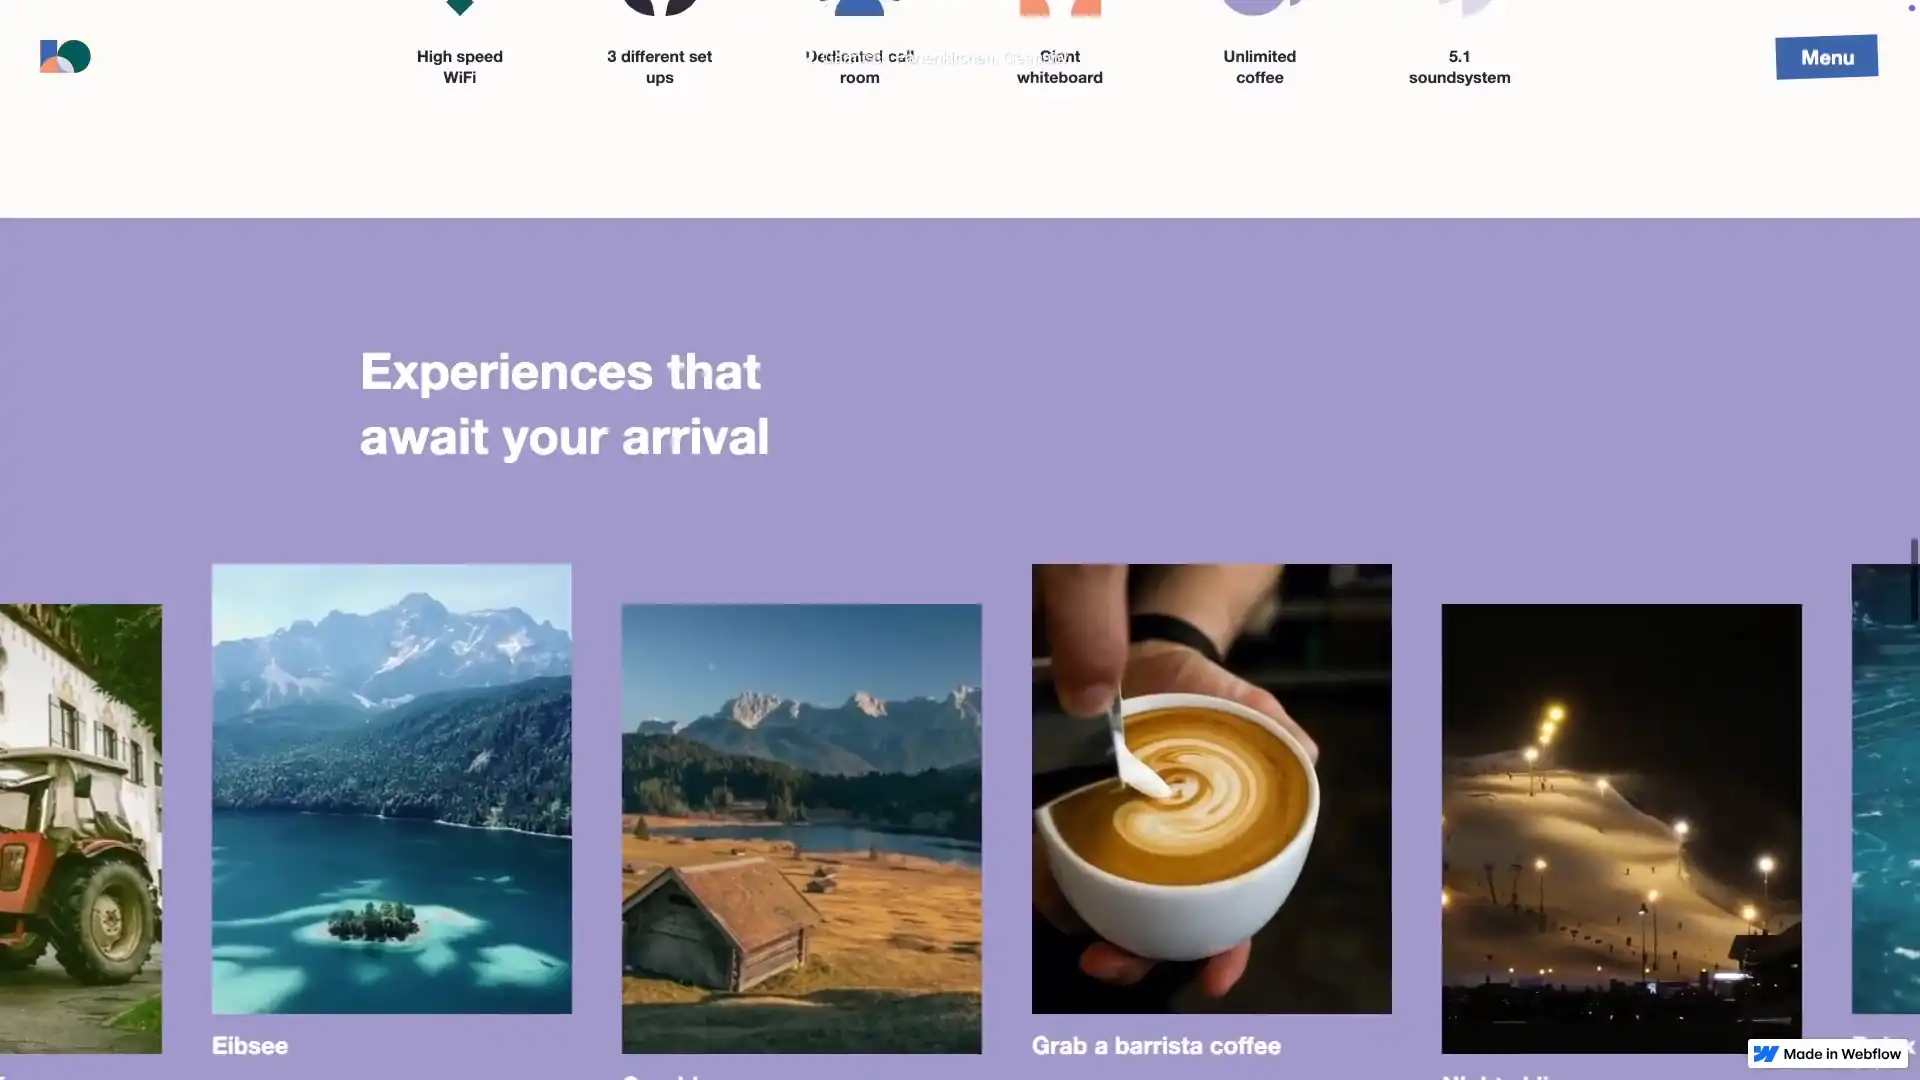 High speed
WiFi
3 different set
ups
Dedicated call
room
Giant
whiteboard
Unlimited
coffee
5.1
soundsystem
Menu
Experiences that
await your arrival
Eibsee
Grab a barrista coffee
Made in Webflow